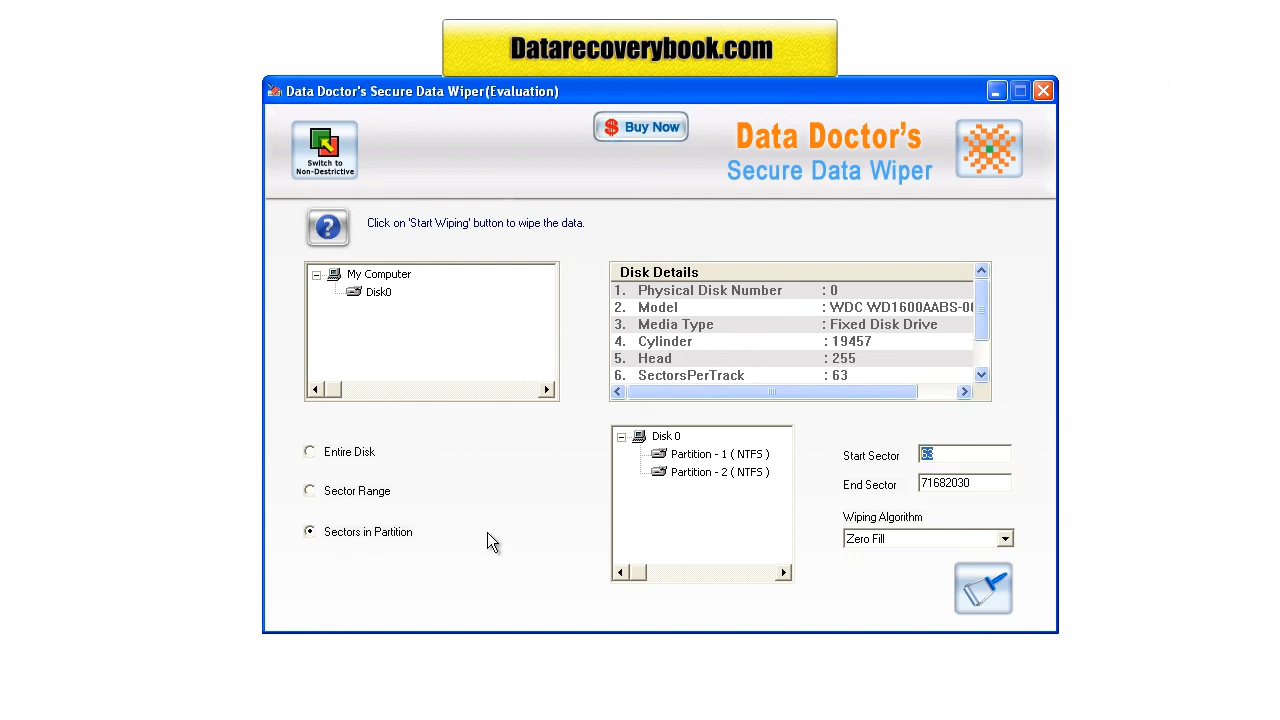 Datarecoverybook.com
Data Doctor's Secure Data Wiper(Evaluation)
Switch to
Non-Destrictive
$ Buy Now
Data Doctor's
Secure Data Wiper
? Click on 'Start Wiping' button to wipe the data.
My Computer
Disk0
Disk Details
1. Physical Disk Number : 0
2. Model : WDC WD1600AABS-0
3. Media Type : Fixed Disk Drive
4. Cylinder : 19457
5. Head : 255
6. SectorsPerTrack : 63
Entire Disk
Sector Range
Sectors in Partition
Disk 0
Partition - 1 ( NTFS )
Partition - 2 ( NTFS )
Start Sector 63
End Sector 71682030
Wiping Algorithm
Zero Fill